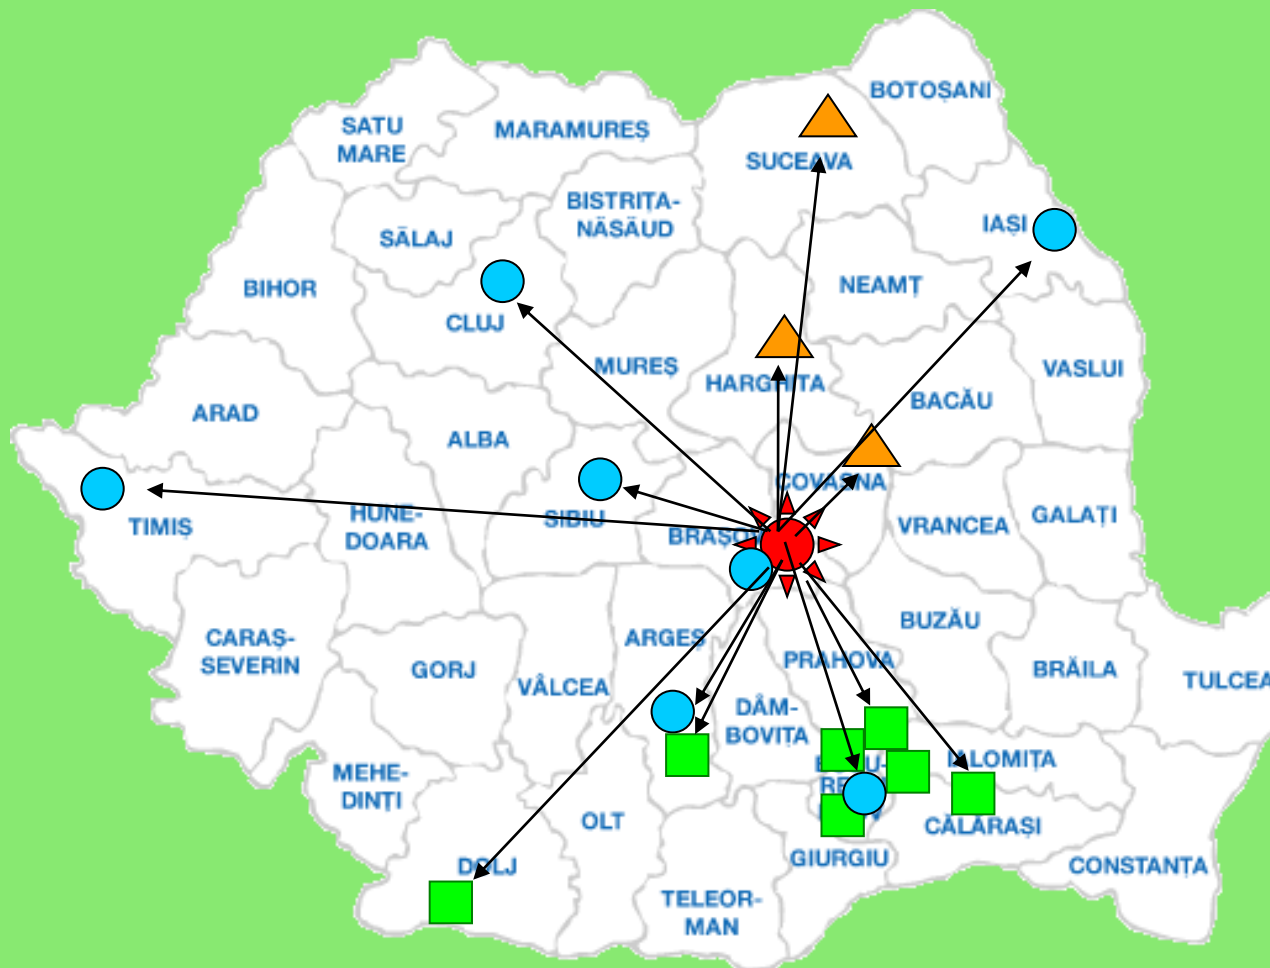 BOTOȘANI
SATU
MARE
MARAMUREȘ
SUCEAVA
BISTRIȚA-
NĂSĂUD
IAȘI
SĂLAJ
BIHOR
NEAMȚ
CLUJ
MUREȘ
HARGHITA
VASLUI
BACĂU
ARAD
ALBA
COVASNA
TIMIȘ
HUNE-
DOARA
SIBIU
GALAȚI
VRANCEA
CARAȘ-
SEVERIN
ARGEȘ
BUZĂU
GORJ
PRAHOVA
BRĂILA
TULCEA
VÂLCEA
DÂM-
BOVIȚA
MEHE-
DINȚI
IALOMIȚA
OLT
CĂLĂRAȘI
GIURGIU
DOLJ
CONSTANȚA
TELEOR-
MAN